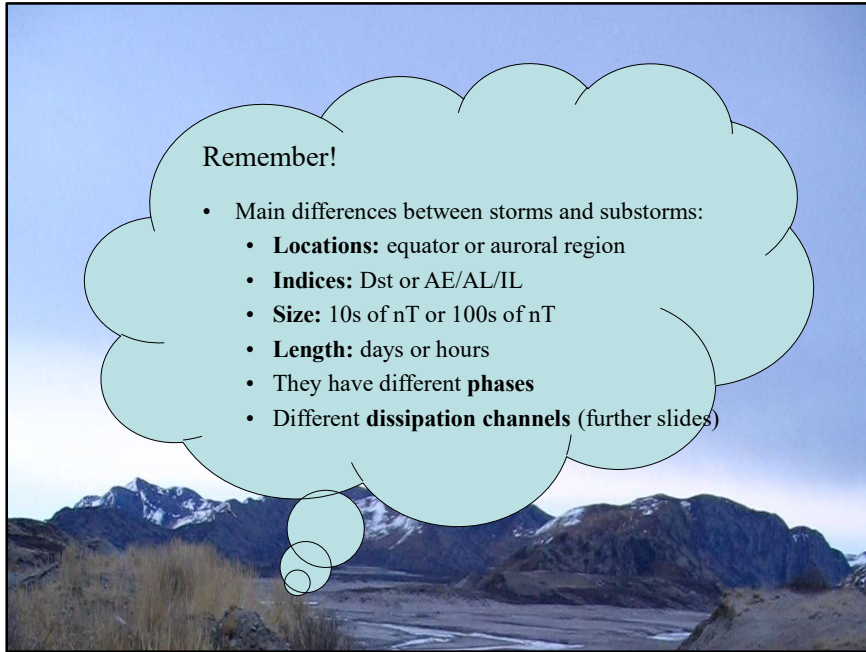 Remember!
• Main differences between storms and substorms:
• Locations: equator or auroral region
• Indices: Dst or AE/AL/IL
• Size: 10s of nT or 100s of nT
• Length: days or hours
• They have different phases
• Different dissipation channels (further slides)